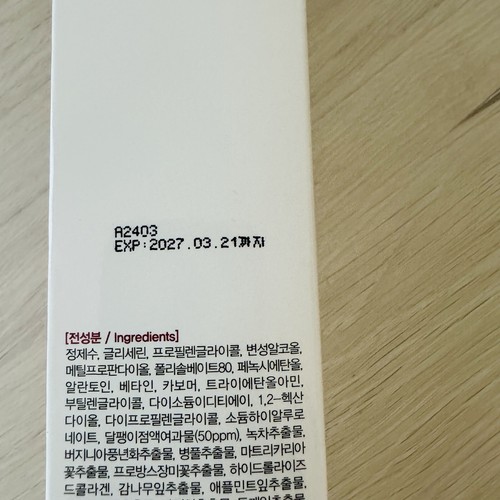 A2403
EXP:2027.03.21까지
[전성분 / Ingredients]
정제수, 글리세린, 프로필렌글라이콜, 변성알코올,
메틸프로판다이올, 폴리솔베이트80, 페녹시에탄올,
알란토인, 베타인, 카보머, 트라이에탄올아민,
부틸렌글라이콜, 다이소듐이디티에이, 1,2-헥산
다이올, 다이프로필렌글라이콜, 소듐하이알루로
네이트, 달팽이점액여과물(50ppm), 녹차추출물,
버지니아풍년화추출물, 병풀추출물, 마트리카리아
꽃추출물, 프로방스장미꽃추출물, 하이드롤라이즈
드콜라겐, 감나무잎추출물, 애플민트잎추출물,